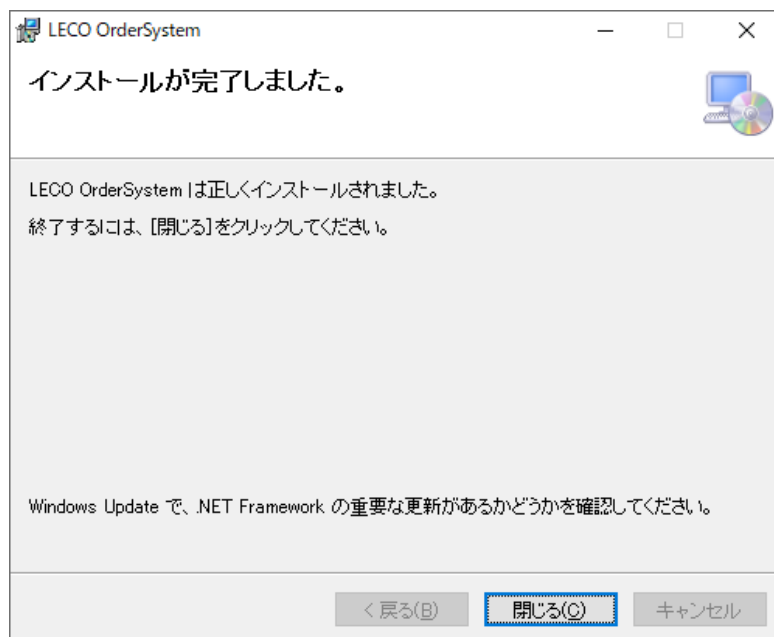 LECO OrderSystem
インストールが完了しました。
LECO OrderSystem は正しくインストールされました。
終了するには、[閉じる]をクリックしてください。
Windows Update で、.NET Framework の重要な更新があるかどうかを確認してください。
< 戻る(B)
閉じる(C)
キャンセル